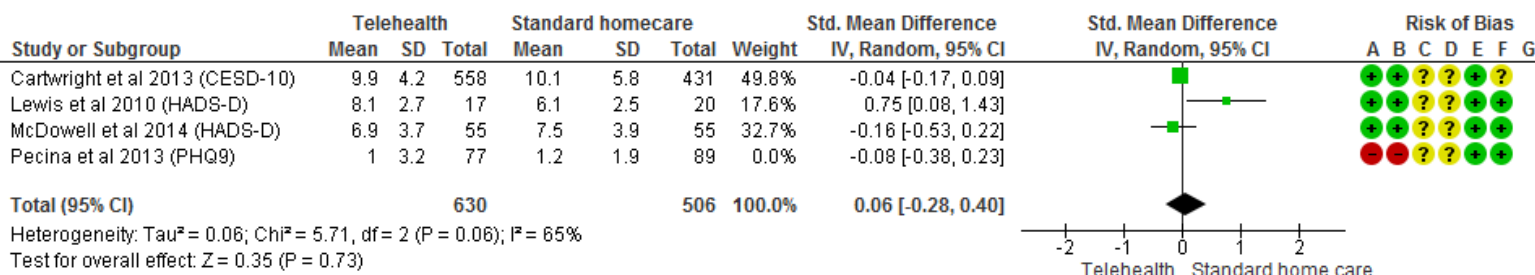 Telehealth Standard homecare Std. Mean Difference Std. Mean Difference Risk of Bias
Study or Subgroup Mean SD Total Mean SD Total Weight IV, Random, 95% CI IV, Random, 95% CI A B C D E F G
Cartwright et al 2013 (CESD-10) 9.9 4.2 558 10.1 5.8 431 49.8% -0.04 [-0.17, 0.09] + + ? ? + ?
Lewis et al 2010 (HADS-D) 8.1 2.7 17 6.1 2.5 20 17.6% 0.75 [0.08, 1.43] + + ? ? + +
McDowell et al 2014 (HADS-D) 6.9 3.7 55 7.5 3.9 55 32.7% -0.16 [-0.53, 0.22] + + ? ? + +
Pecina et al 2013 (PHQ9) 1 3.2 77 1.2 1.9 89 0.0% -0.08 [-0.38, 0.23] - - ? ? + +
Total (95% CI) 630 506 100.0% 0.06 [-0.28, 0.40]
Heterogeneity: Tau² = 0.06; Chi² = 5.71, df = 2 (P = 0.06); I² = 65%
Test for overall effect: Z = 0.35 (P = 0.73)
-2 -1 0 1 2
Telehealth Standard home care